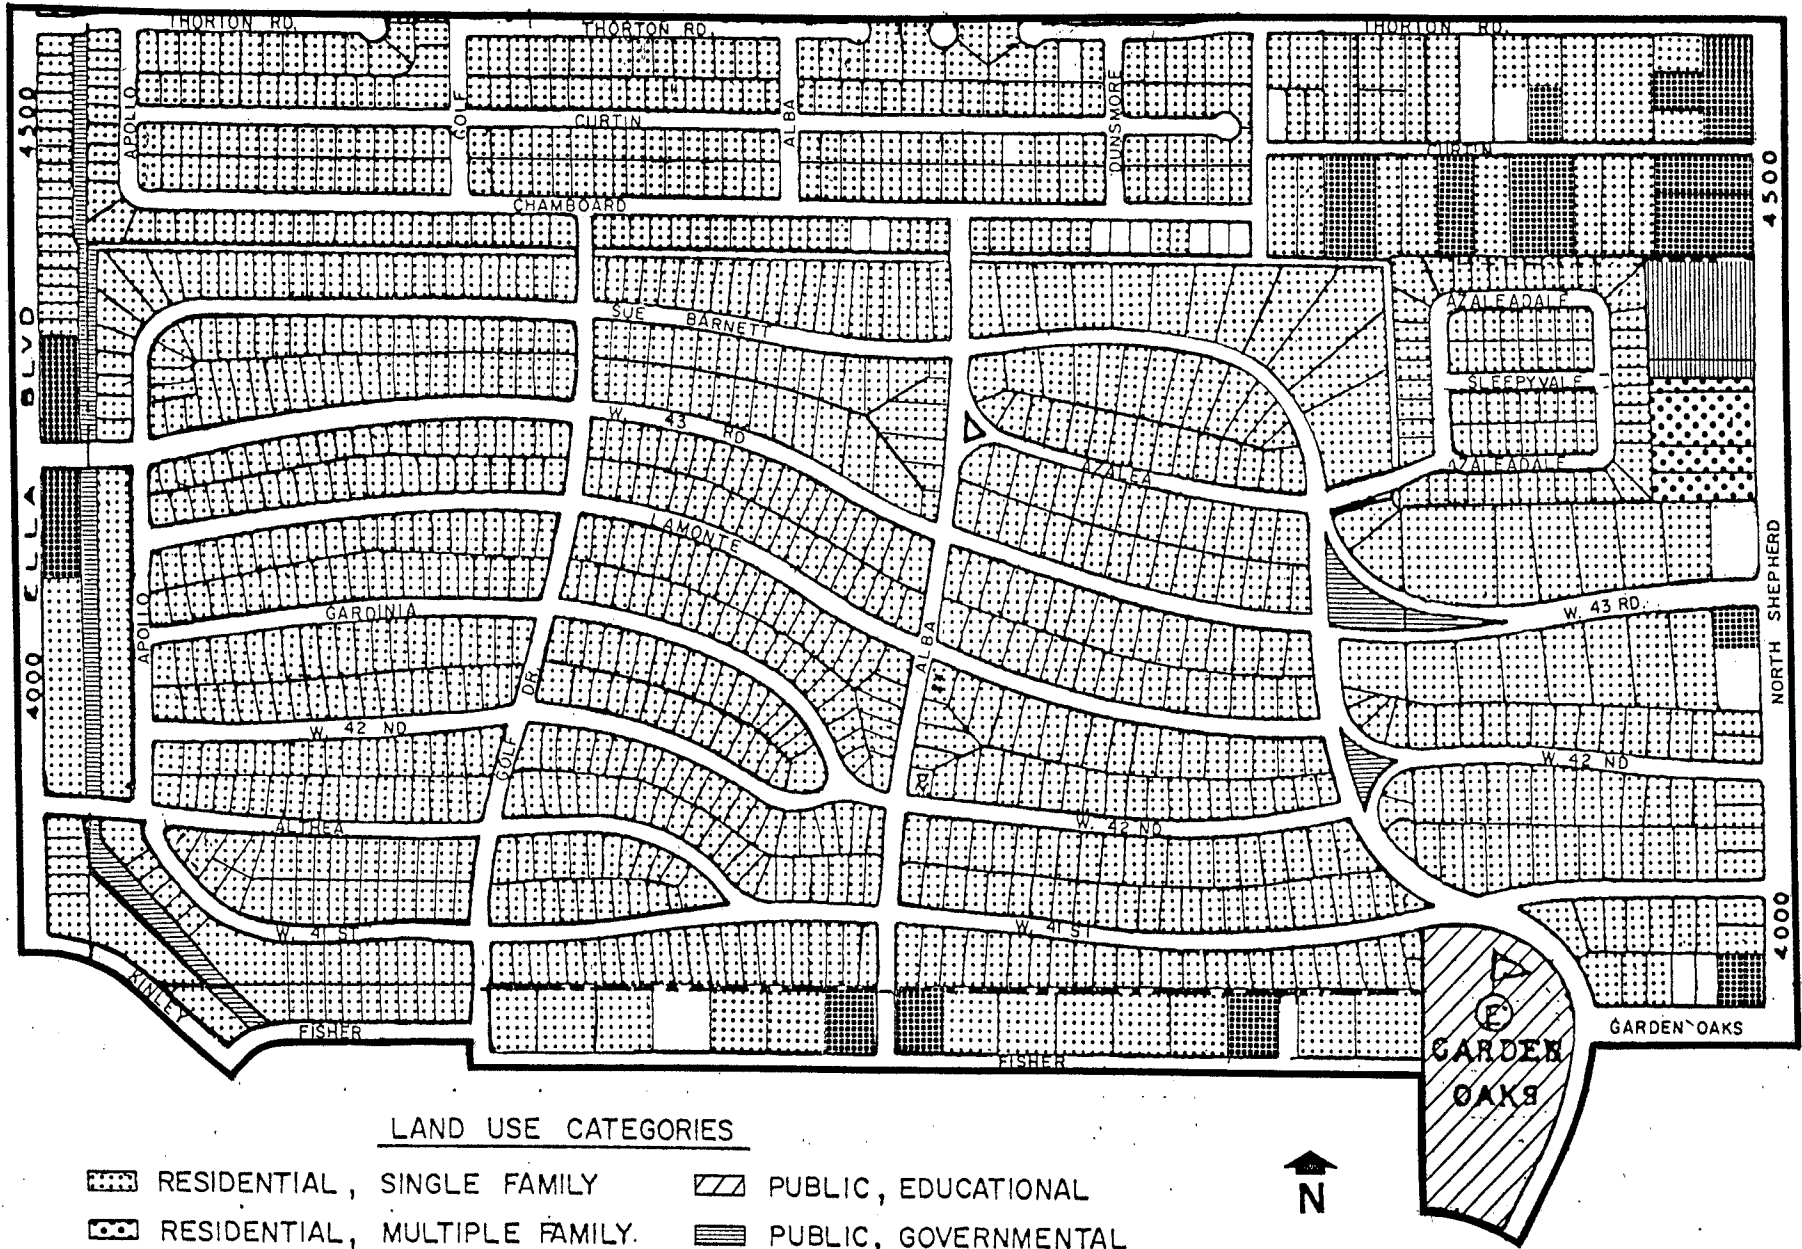 THORTON RD.
THORTON RD.
THORTON RD.
4500
APOLLO
GOLF
CURTIN
ALBA
DUNSMORE
CURTIN
4500
CHAMBOARD
AZALEADALE
SUE BARNETT
SLEEPYVALE
ELLA BLVD
W. 43 RD
AZALEA
AZALEADALE
LAMONTE
NORTH SHEPHERD
GARDINIA
W. 43 RD.
APOLLO
ALBA
4000
DR.
W. 42 ND
GOLF
W. 42 ND
ALTHEA
W. 42 ND
W. 41 ST
W. 41 ST
4000
KINLEY
FISHER
E
GARDEN OAKS
GARDEN
OAKS
FISHER
LAND USE CATEGORIES
RESIDENTIAL, SINGLE FAMILY
PUBLIC, EDUCATIONAL
RESIDENTIAL, MULTIPLE FAMILY.
PUBLIC, GOVERNMENTAL
N